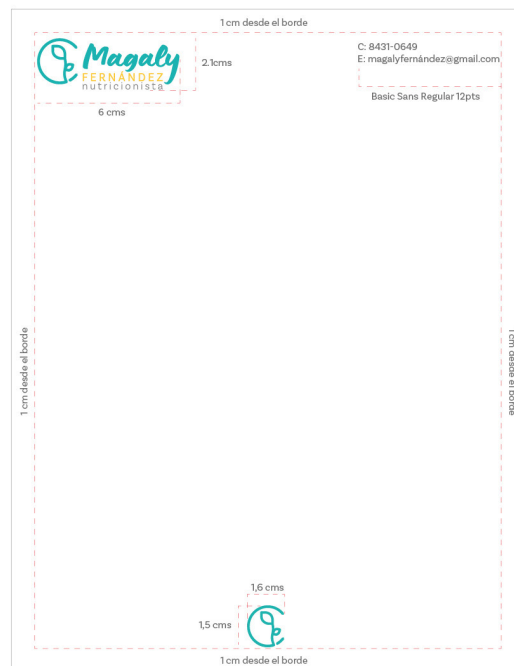 1 cm desde el borde
Magaly
FERNÁNDEZ
nutricionista
2.1cms
6 cms
C: 8431-0649
E: magalyfernández@gmail.com
Basic Sans Regular 12pts
1 cm desde el borde
1 cm desde el borde
1,6 cms
1,5 cms
1 cm desde el borde